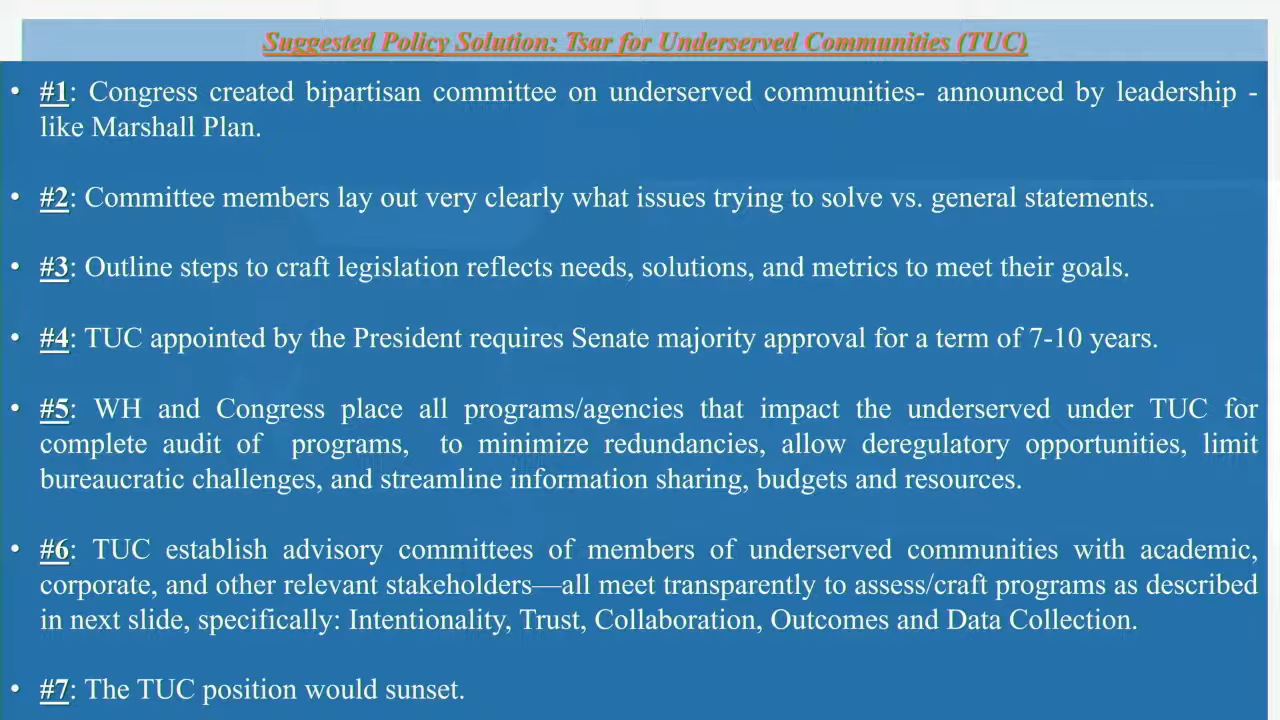 Suggested Policy Solution: Tsar for Underserved Communities (TUC)
• #1: Congress created bipartisan committee on underserved communities- announced by leadership -
like Marshall Plan.
• #2: Committee members lay out very clearly what issues trying to solve vs. general statements.
• #3: Outline steps to craft legislation reflects needs, solutions, and metrics to meet their goals.
• #4: TUC appointed by the President requires Senate majority approval for a term of 7-10 years.
• #5: WH and Congress place all programs/agencies that impact the underserved under TUC for
complete audit of programs, to minimize redundancies, allow deregulatory opportunities, limit
bureaucratic challenges, and streamline information sharing, budgets and resources.
• #6: TUC establish advisory committees of members of underserved communities with academic,
corporate, and other relevant stakeholders—all meet transparently to assess/craft programs as described
in next slide, specifically: Intentionality, Trust, Collaboration, Outcomes and Data Collection.
• #7: The TUC position would sunset.